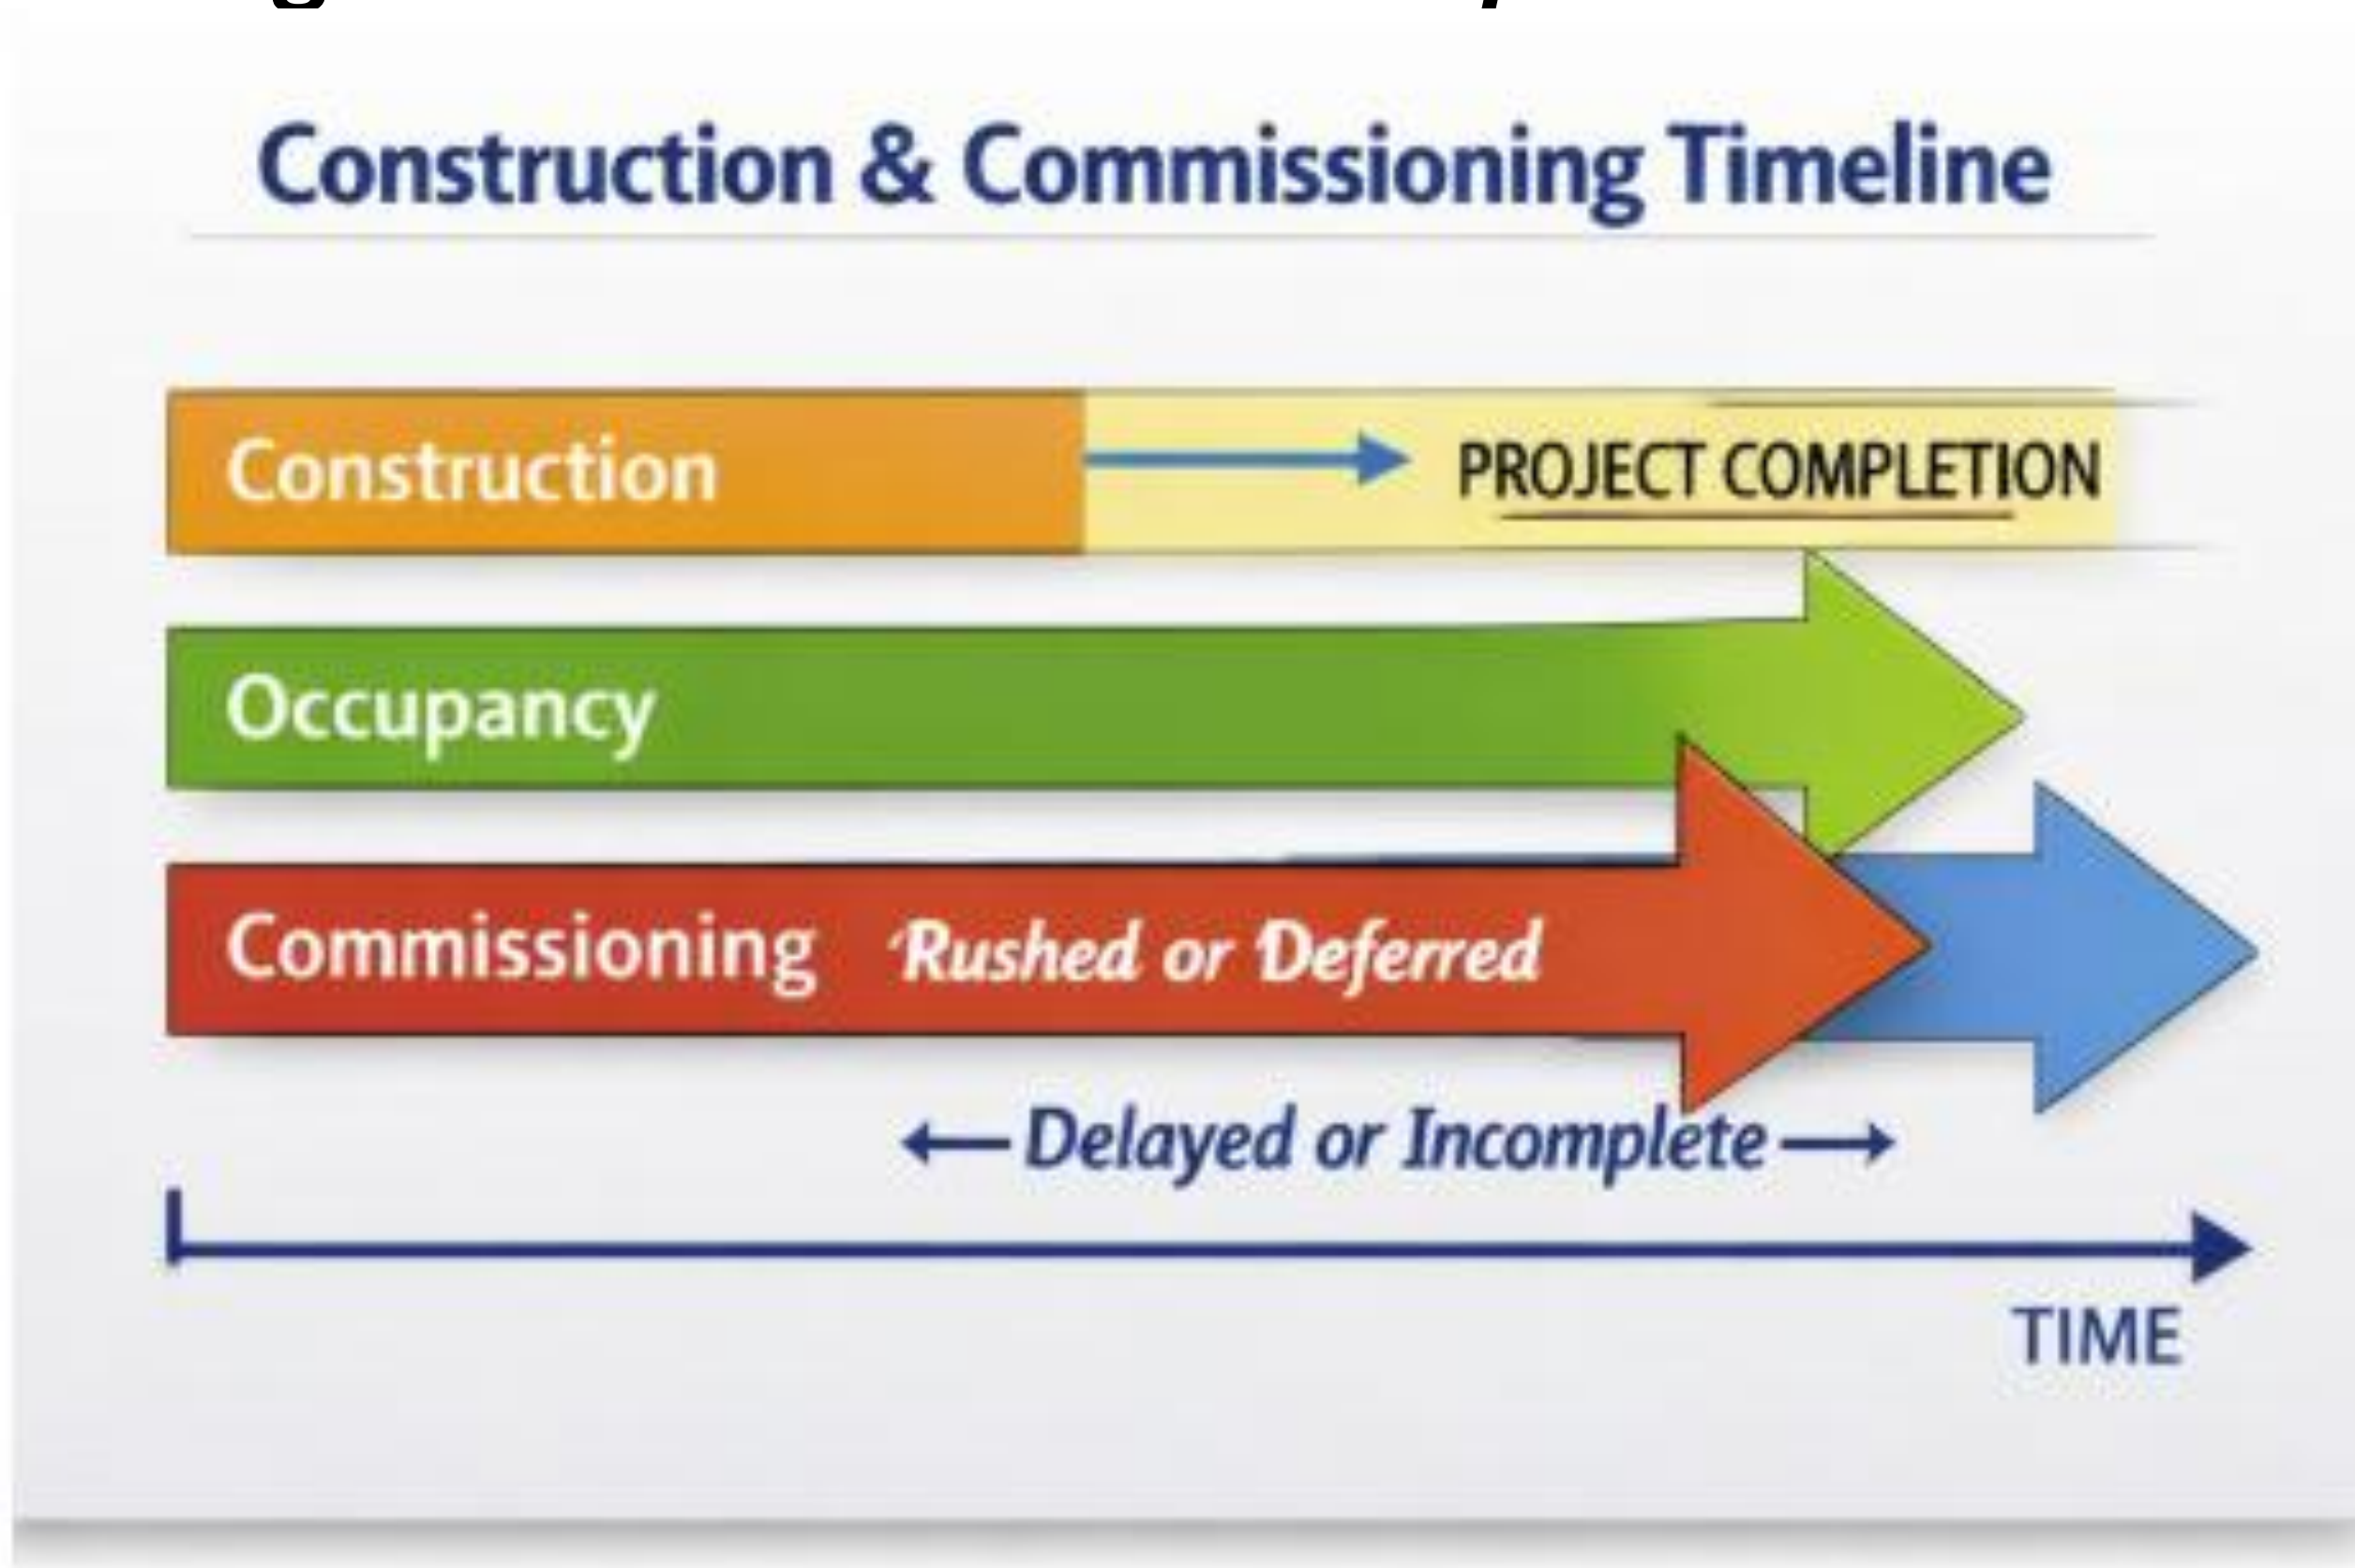 Construction & Commissioning Timeline
Construction
PROJECT COMPLETION
Occupancy
Commissioning Rushed or Deferred
Delayed or Incomplete
TIME